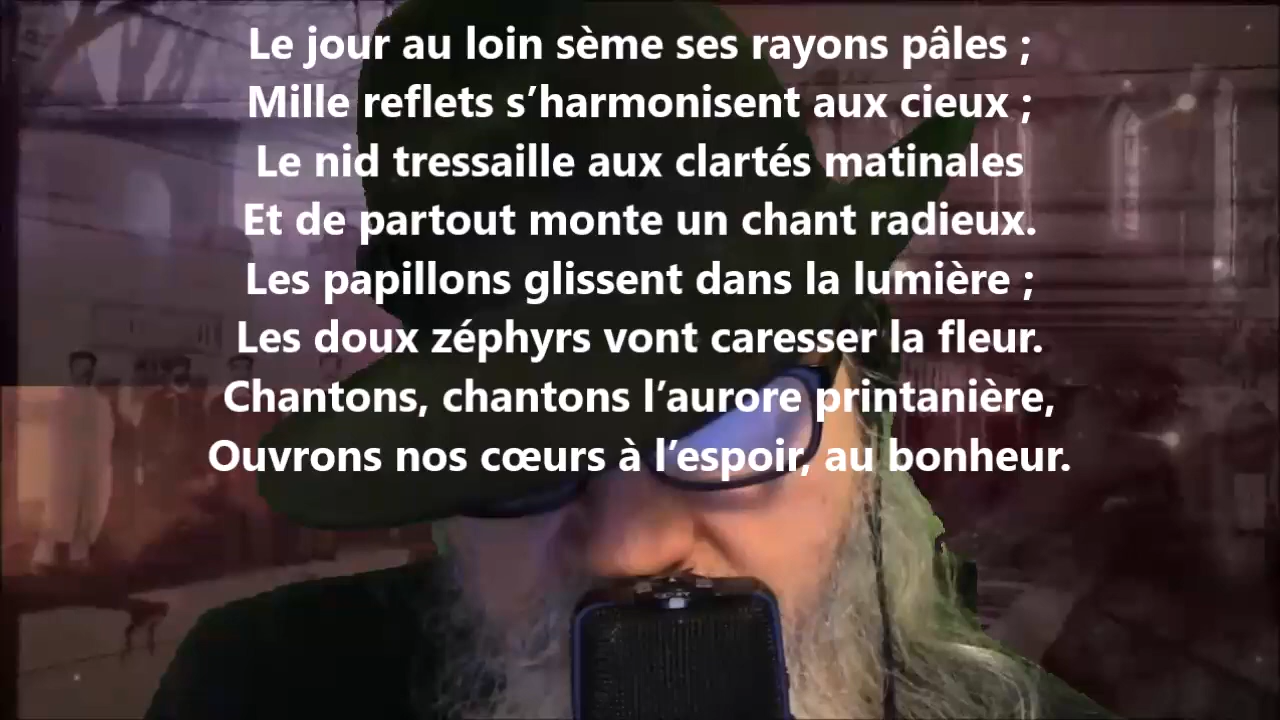 Le jour au loin sème ses rayons pâles ;
Mille reflets s’harmonisent aux cieux ;
Le nid tressaille aux clartés matinales
Et de partout monte un chant radieux.
Les papillons glissent dans la lumière ;
Les doux zéphyrs vont caresser la fleur.
Chantons, chantons l’aurore printanière,
Ouvrons nos cœurs à l’espoir, au bonheur.